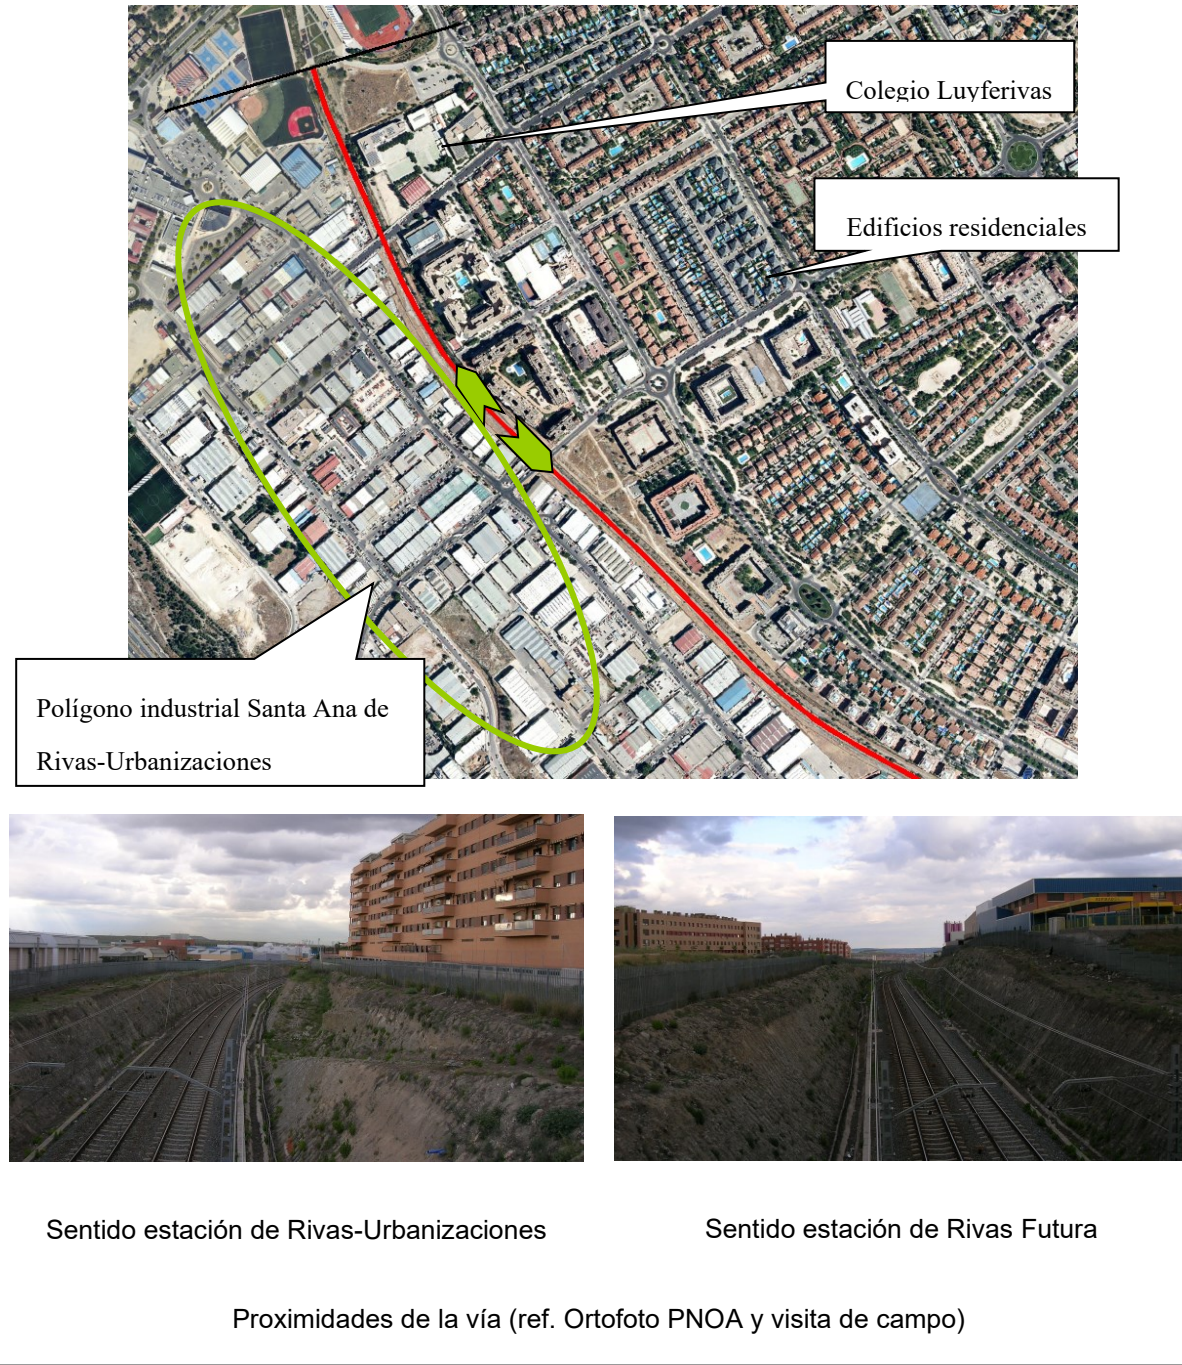 Colegio Luyferivas
Edificios residenciales
Polígono industrial Santa Ana de
Rivas-Urbanizaciones
Sentido estación de Rivas-Urbanizaciones
Sentido estación de Rivas Futura
Proximidades de la vía (ref. Ortofoto PNOA y visita de campo)